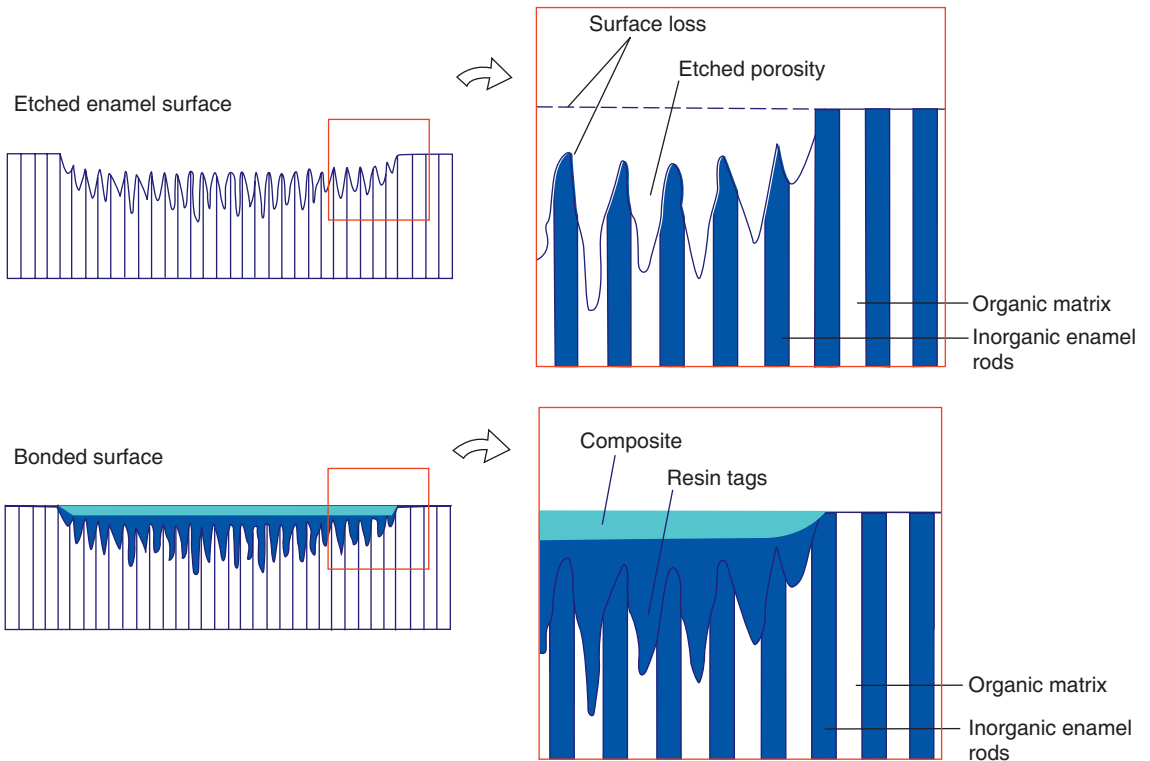 Surface loss
Etched porosity
Etched enamel surface
Organic matrix
Inorganic enamel
rods
Composite
Bonded surface
Resin tags
Organic matrix
Inorganic enamel
rods